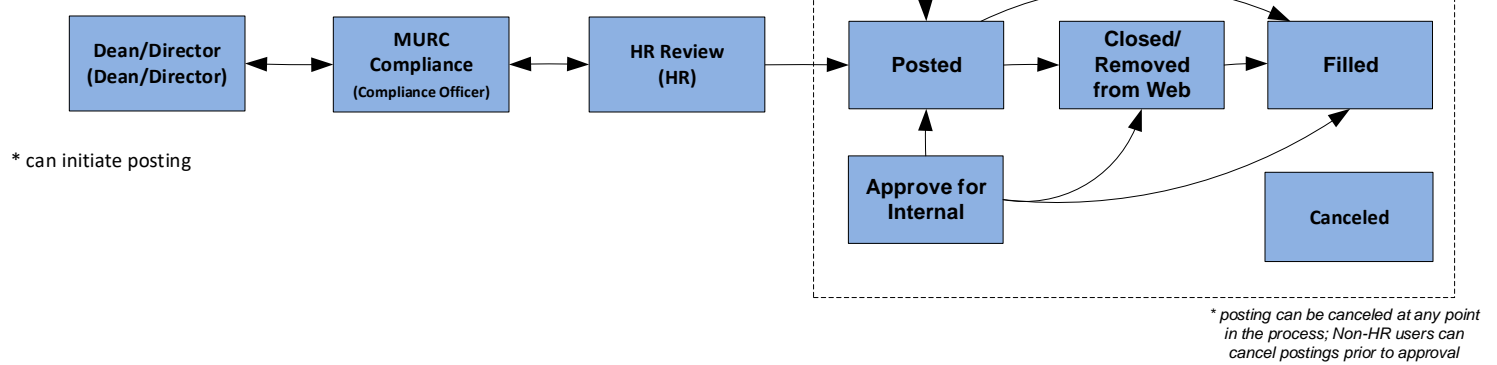 Dean/Director
(Dean/Director)
MURC
Compliance
(Compliance Officer)
HR Review
(HR)
Posted
Closed/
Removed
from Web
Filled
* can initiate posting
Approve for
Internal
Canceled
* posting can be canceled at any point
in the process; Non-HR users can
cancel postings prior to approval